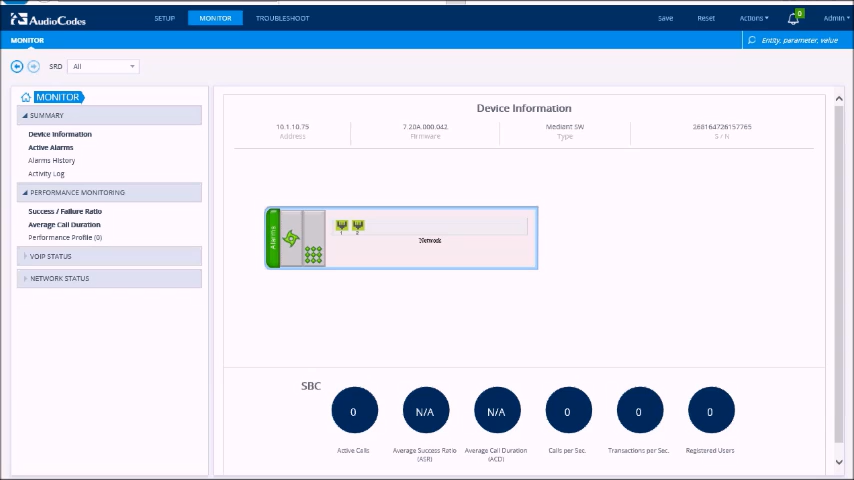 AudioCodes
SETUP MONITOR TROUBLESHOOT
Save Reset Actions 0 Admin
MONITOR
Entity, parameter, value
SRD All
MONITOR
SUMMARY
Device Information
Active Alarms
Alarms History
Activity Log
PERFORMANCE MONITORING
Success / Failure Ratio
Average Call Duration
Performance Profile (0)
VOIP STATUS
NETWORK STATUS
Device Information
10.1.10.75
Address
7.20A.000.042
Firmware
Mediant SW
Type
268164726157765
S / N
Alarms
1 2
Network
SBC
0
Active Calls
N/A
Average Success Ratio
(ASR)
N/A
Average Call Duration
(ACD)
0
Calls per Sec.
0
Transactions per Sec.
0
Registered Users